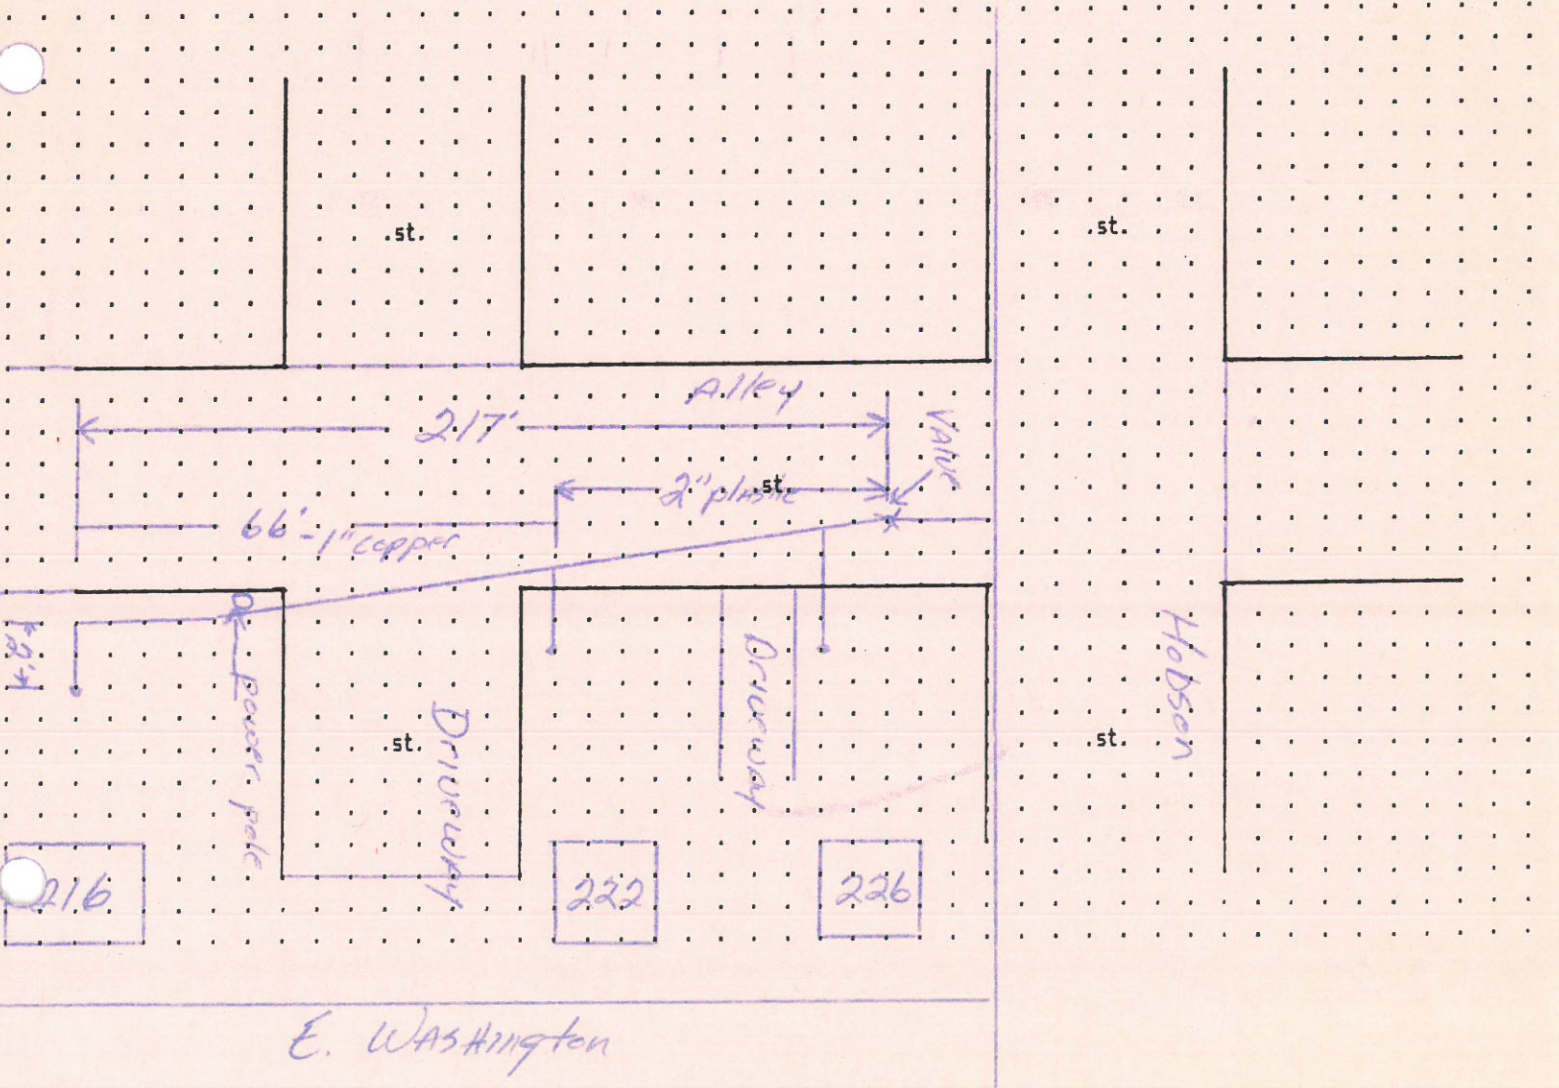 st.
st.
Alley
217'
Valve
2" plastic
st.
66'-1" copper
2'
Hobson
power pole
Driveway
Driveway
st.
st.
216
222
226
E. Washington